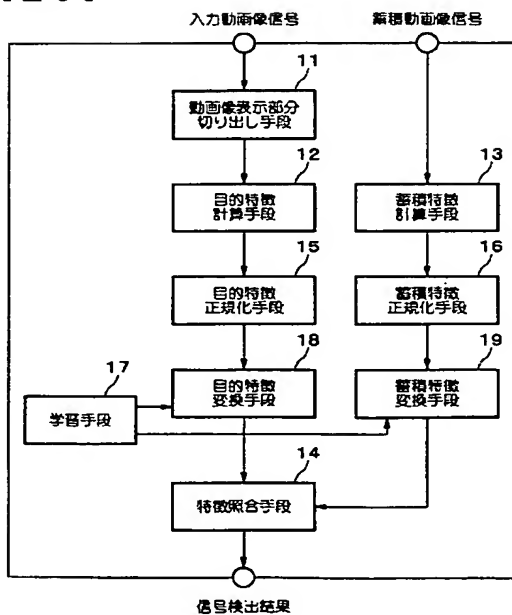 入力動画像信号
蓄積動画像信号
11
動画像表示部分
切り出し手段
12
目的特徴
計算手段
13
蓄積特徴
計算手段
15
目的特徴
正規化手段
16
蓄積特徴
正規化手段
17
学習手段
18
目的特徴
変換手段
19
蓄積特徴
変換手段
14
特徴照合手段
信号検出結果